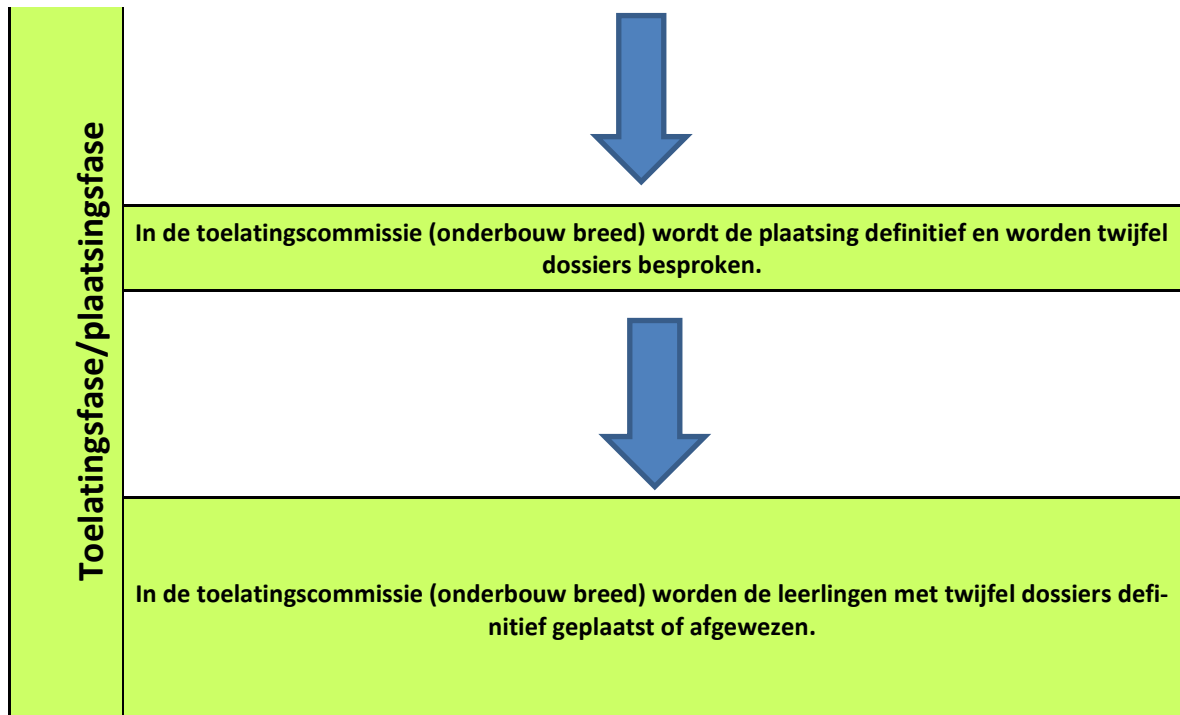 Toelatingsfase/plaatsingsfase
In de toelatingscommissie (onderbouw breed) wordt de plaatsing definitief en worden twijfel
dossiers besproken.
In de toelatingscommissie (onderbouw breed) worden de leerlingen met twijfel dossiers defi-
nitief geplaatst of afgewezen.